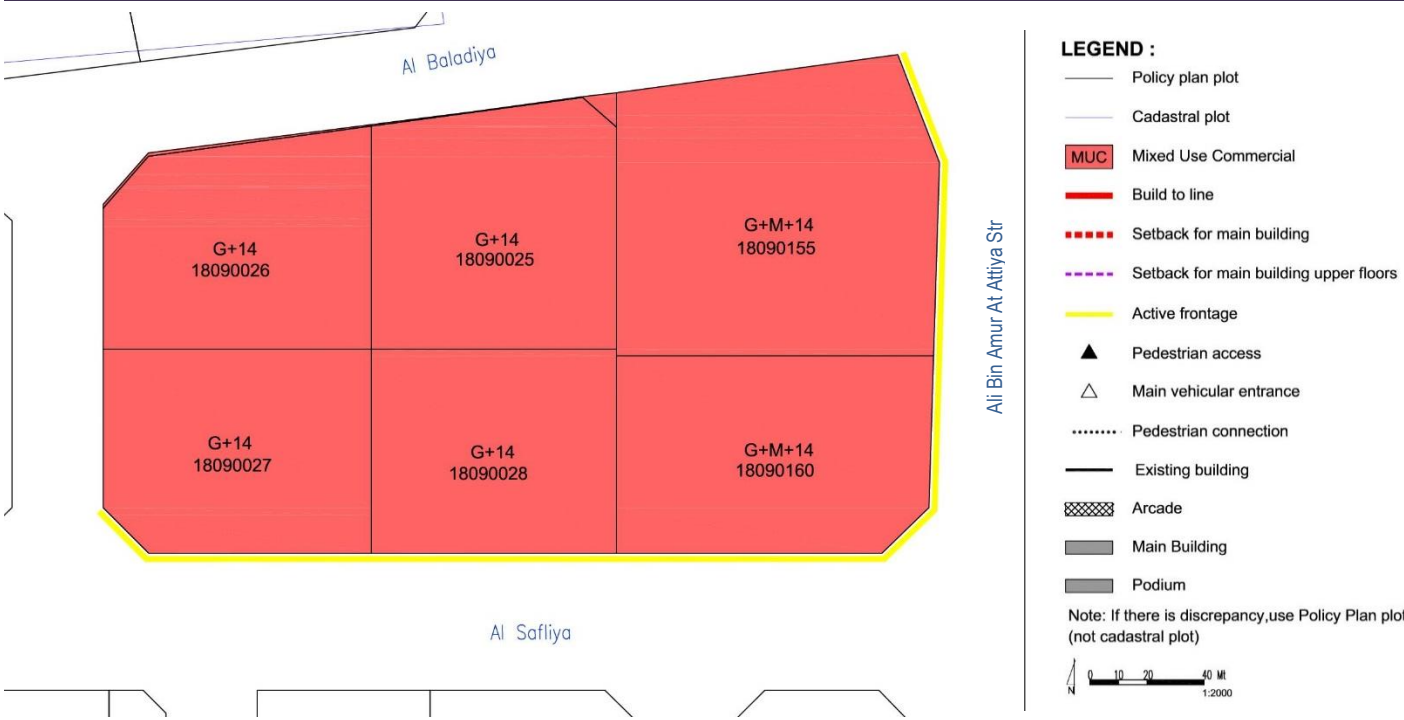 Al Baladiya
G+14
18090026
G+14
18090025
G+M+14
18090155
G+14
18090027
G+14
18090028
G+M+14
18090160
Ali Bin Amur At Attiya Str
Al Safliya
LEGEND :
Policy plan plot
Cadastral plot
MUC Mixed Use Commercial
Build to line
Setback for main building
Setback for main building upper floors
Active frontage
Pedestrian access
Main vehicular entrance
Pedestrian connection
Existing building
Arcade
Main Building
Podium
Note: If there is discrepancy,use Policy Plan plot
(not cadastral plot)
N 0 10 20 40 Mt
1:2000